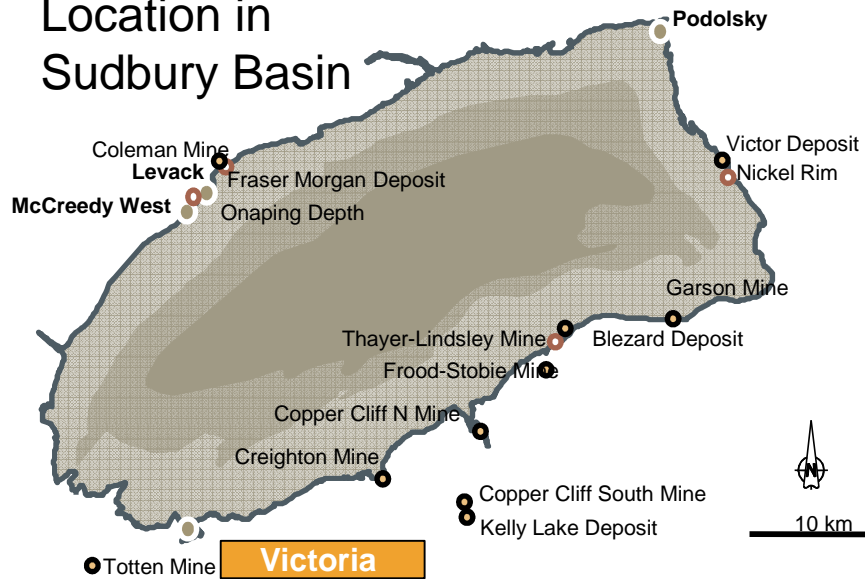 Location in
Sudbury Basin
Podolsky
Coleman Mine
Levack
Fraser Morgan Deposit
McCreedy West
Onaping Depth
Victor Deposit
Nickel Rim
Garson Mine
Thayer-Lindsley Mine
Blezard Deposit
Frood-Stobie Mine
Copper Cliff N Mine
Creighton Mine
N
Copper Cliff South Mine
Kelly Lake Deposit
10 km
Victoria
Totten Mine